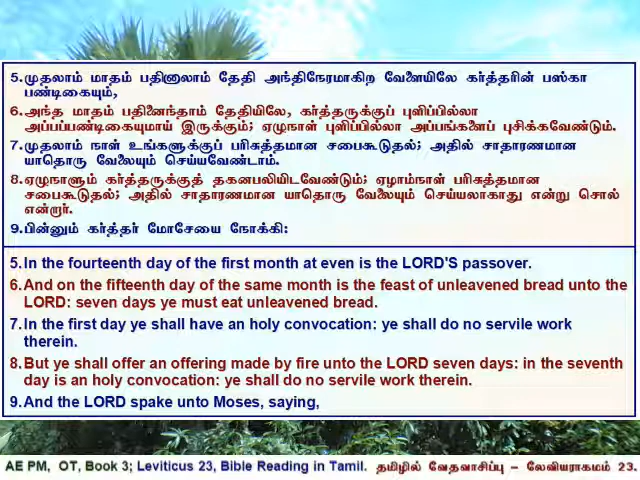 5.முதலாம் மாதம் பதினாலாம் தேதி அந்திநேரமாகிற வேளையிலே கர்த்தரின் பஸ்கா
பண்டிகையும்,
6.அந்த மாதம் பதினைந்தாம் தேதியிலே, கர்த்தருக்குப் புளிப்பில்லா
அப்பப்பண்டிகையுமாய் இருக்கும்; ஏழுநாள் புளிப்பில்லா அப்பங்களைப் புசிக்கவேண்டும்.
7.முதலாம் நாள் உங்களுக்குப் பரிசுத்தமான சபைகூடுதல்; அதில் சாதாரணமான
யாதொரு வேலையும் செய்யவேண்டாம்.
8.ஏழுநாளும் கர்த்தருக்குத் தகனபலியிடவேண்டும்; ஏழாம்நாள் பரிசுத்தமான
சபைகூடுதல்; அதில் சாதாரணமான யாதொரு வேலையும் செய்யலாகாது என்று சொல்
என்றார்.
9.பின்னும் கர்த்தர் மோசேயை நோக்கி:
5. In the fourteenth day of the first month at even is the LORD'S passover.
6. And on the fifteenth day of the same month is the feast of unleavened bread unto the
LORD: seven days ye must eat unleavened bread.
7. In the first day ye shall have an holy convocation: ye shall do no servile work
therein.
8. But ye shall offer an offering made by fire unto the LORD seven days: in the seventh
day is an holy convocation: ye shall do no servile work therein.
9. And the LORD spake unto Moses, saying,
AE PM, OT, Book 3; Leviticus 23, Bible Reading in Tamil. தமிழில் வேதவாசிப்பு – லேவியராகமம் 23.